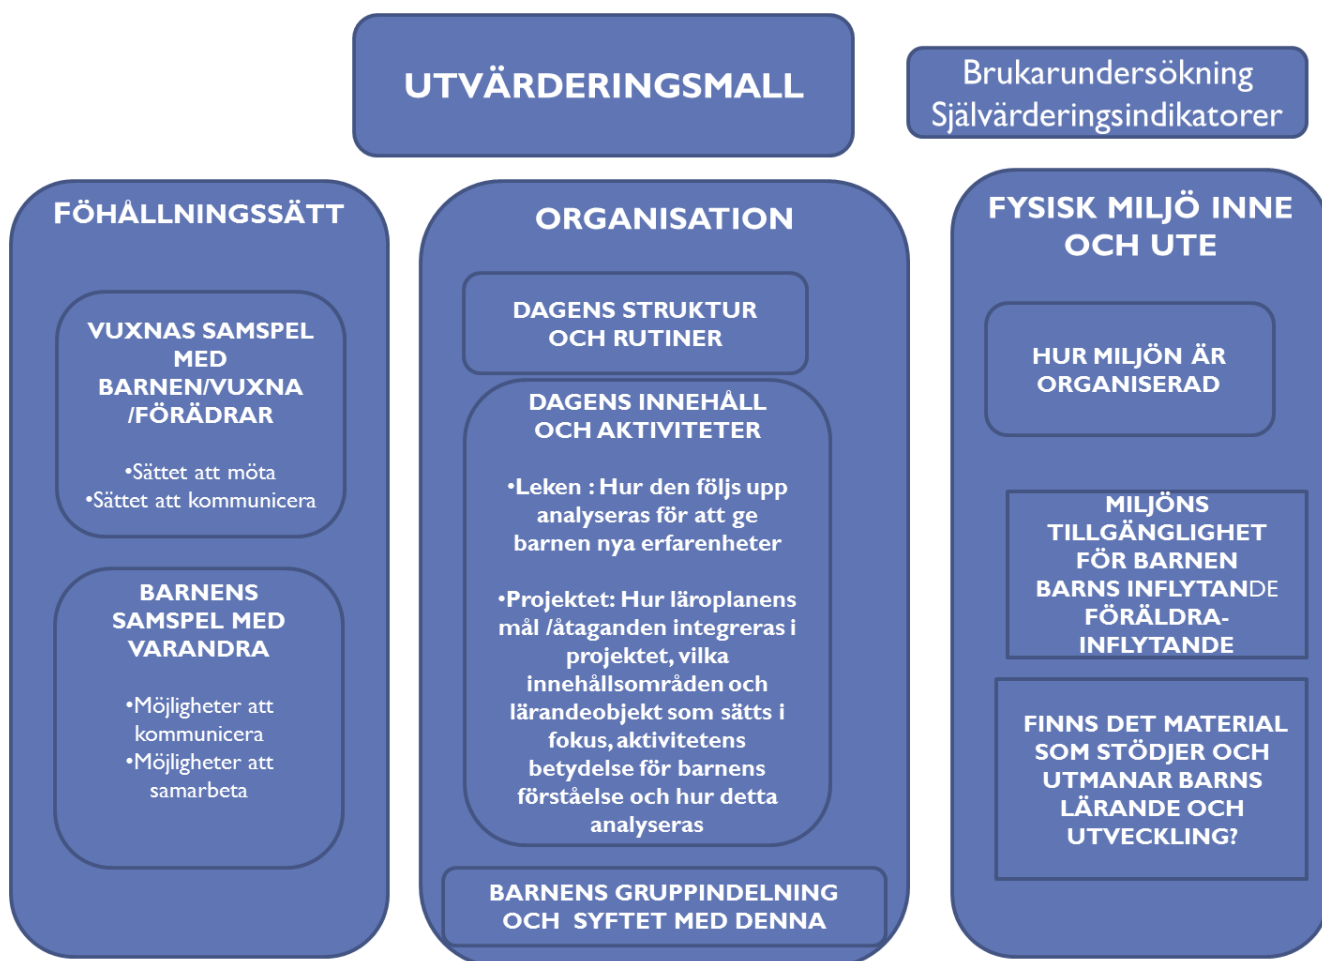 UTVÄRDERINGSMALL
Brukarundersökning
Självärderingsindikatorer
FÖHÅLLNINGSSÄTT
VUXNAS SAMSPEL
MED
BARNEN/VUXNA
/FÖRÄDRAR
•Sättet att möta
•Sättet att kommunicera
BARNENS
SAMSPEL MED
VARANDRA
•Möjligheter att
kommunicera
•Möjligheter att
samarbeta
ORGANISATION
DAGENS STRUKTUR
OCH RUTINER
DAGENS INNEHÅLL
OCH AKTIVITETER
•Leken : Hur den följs upp
analyseras för att ge
barnen nya erfarenheter
•Projektet: Hur läroplanens
mål /åtaganden integreras i
projektet, vilka
innehållsområden och
lärandeobjekt som sätts i
fokus, aktivitetens
betydelse för barnens
förståelse och hur detta
analyseras
BARNENS GRUPPINDELNING
OCH SYFTET MED DENNA
FYSISK MILJÖ INNE
OCH UTE
HUR MILJÖN ÄR
ORGANISERAD
MILJÖNS
TILLGÄNGLIGHET
FÖR BARNEN
BARNS INFLYTANDE
FÖRÄLDRA-
INFLYTANDE
FINNS DET MATERIAL
SOM STÖDJER OCH
UTMANAR BARNS
LÄRANDE OCH
UTVECKLING?